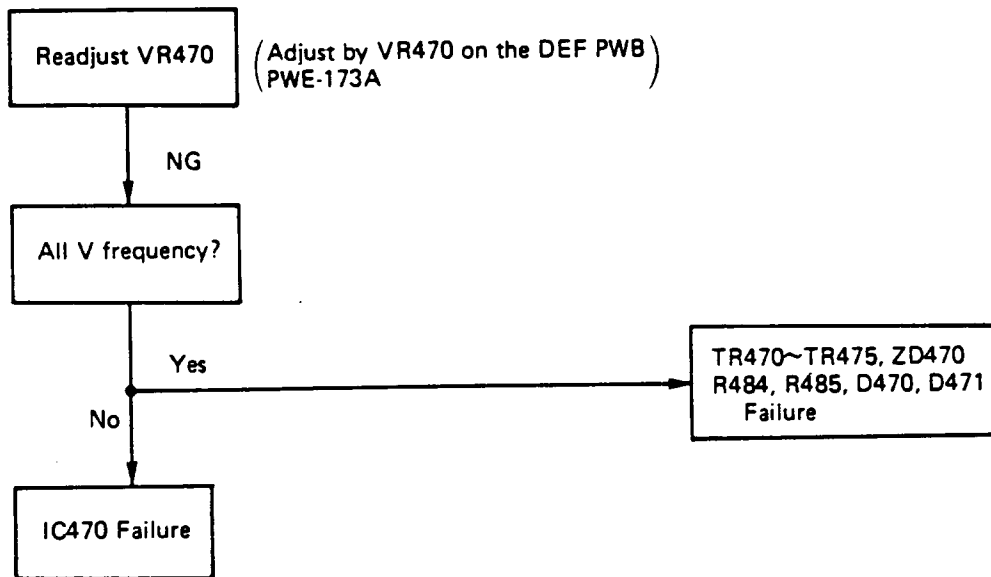 Readjust VR470
(Adjust by VR470 on the DEF PWB
PWE-173A)
NG
All V frequency?
Yes
TR470~TR475, ZD470
R484, R485, D470, D471
Failure
No
IC470 Failure